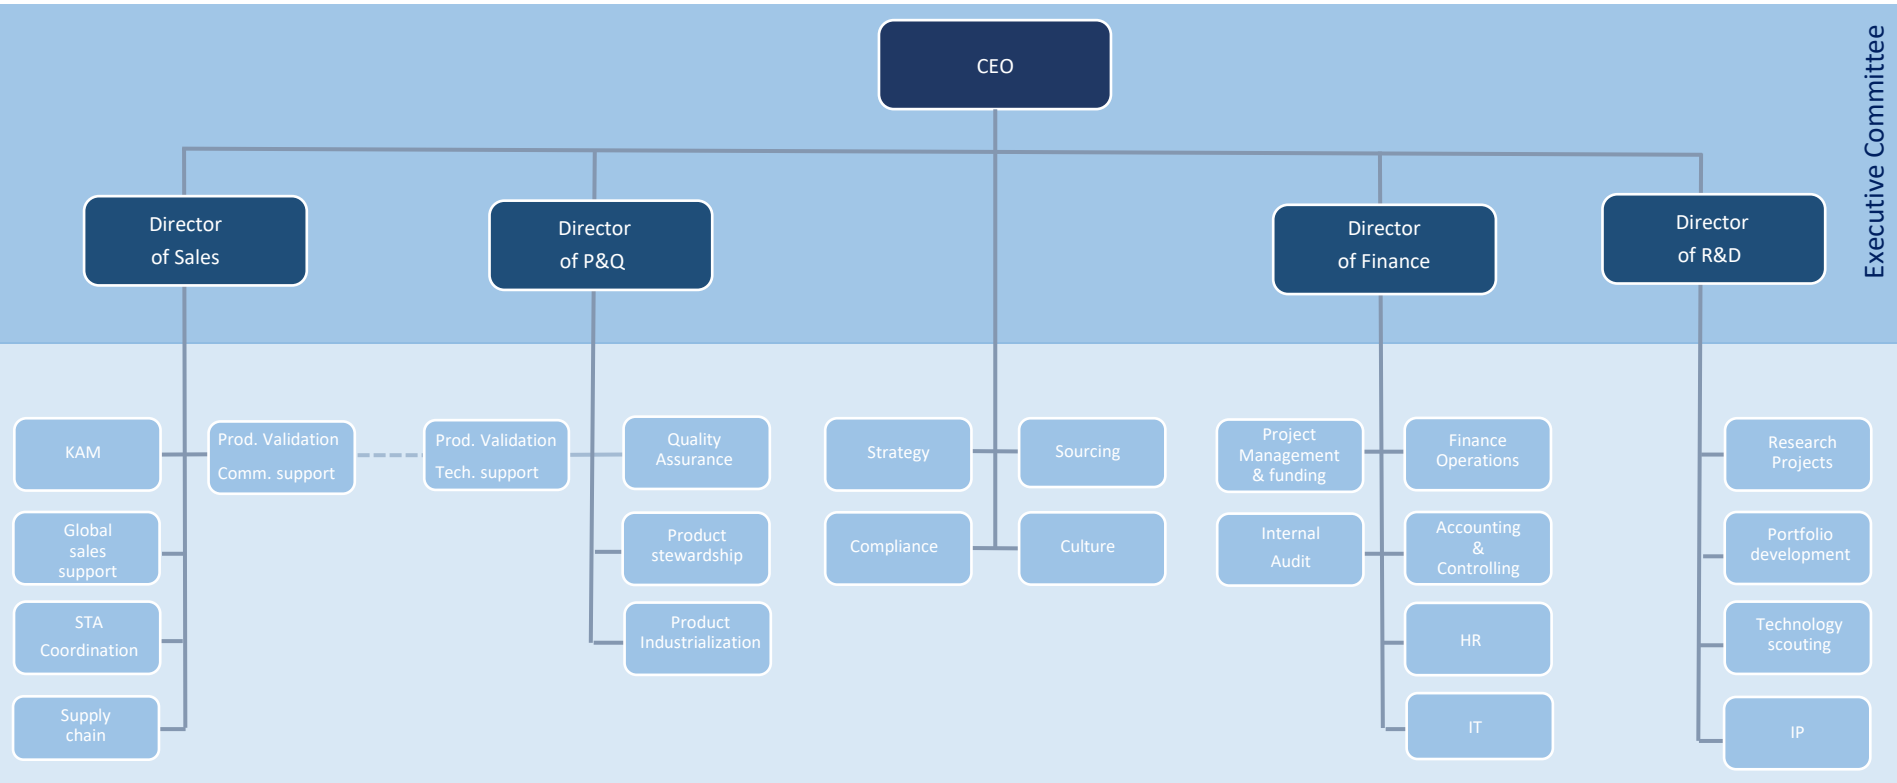 CEO
Executive Committee
Director
of Sales
Director
of P&Q
Director
of Finance
Director
of R&D
KAM
Prod. Validation
Comm. support
Prod. Validation
Tech. support
Quality
Assurance
Strategy
Sourcing
Project
Management
& funding
Finance
Operations
Research
Projects
Global
sales
support
Product
stewardship
Compliance
Culture
Internal
Audit
Accounting
&
Controlling
Portfolio
development
STA
Coordination
Product
Industrialization
HR
Technology
scouting
Supply
chain
IT
IP